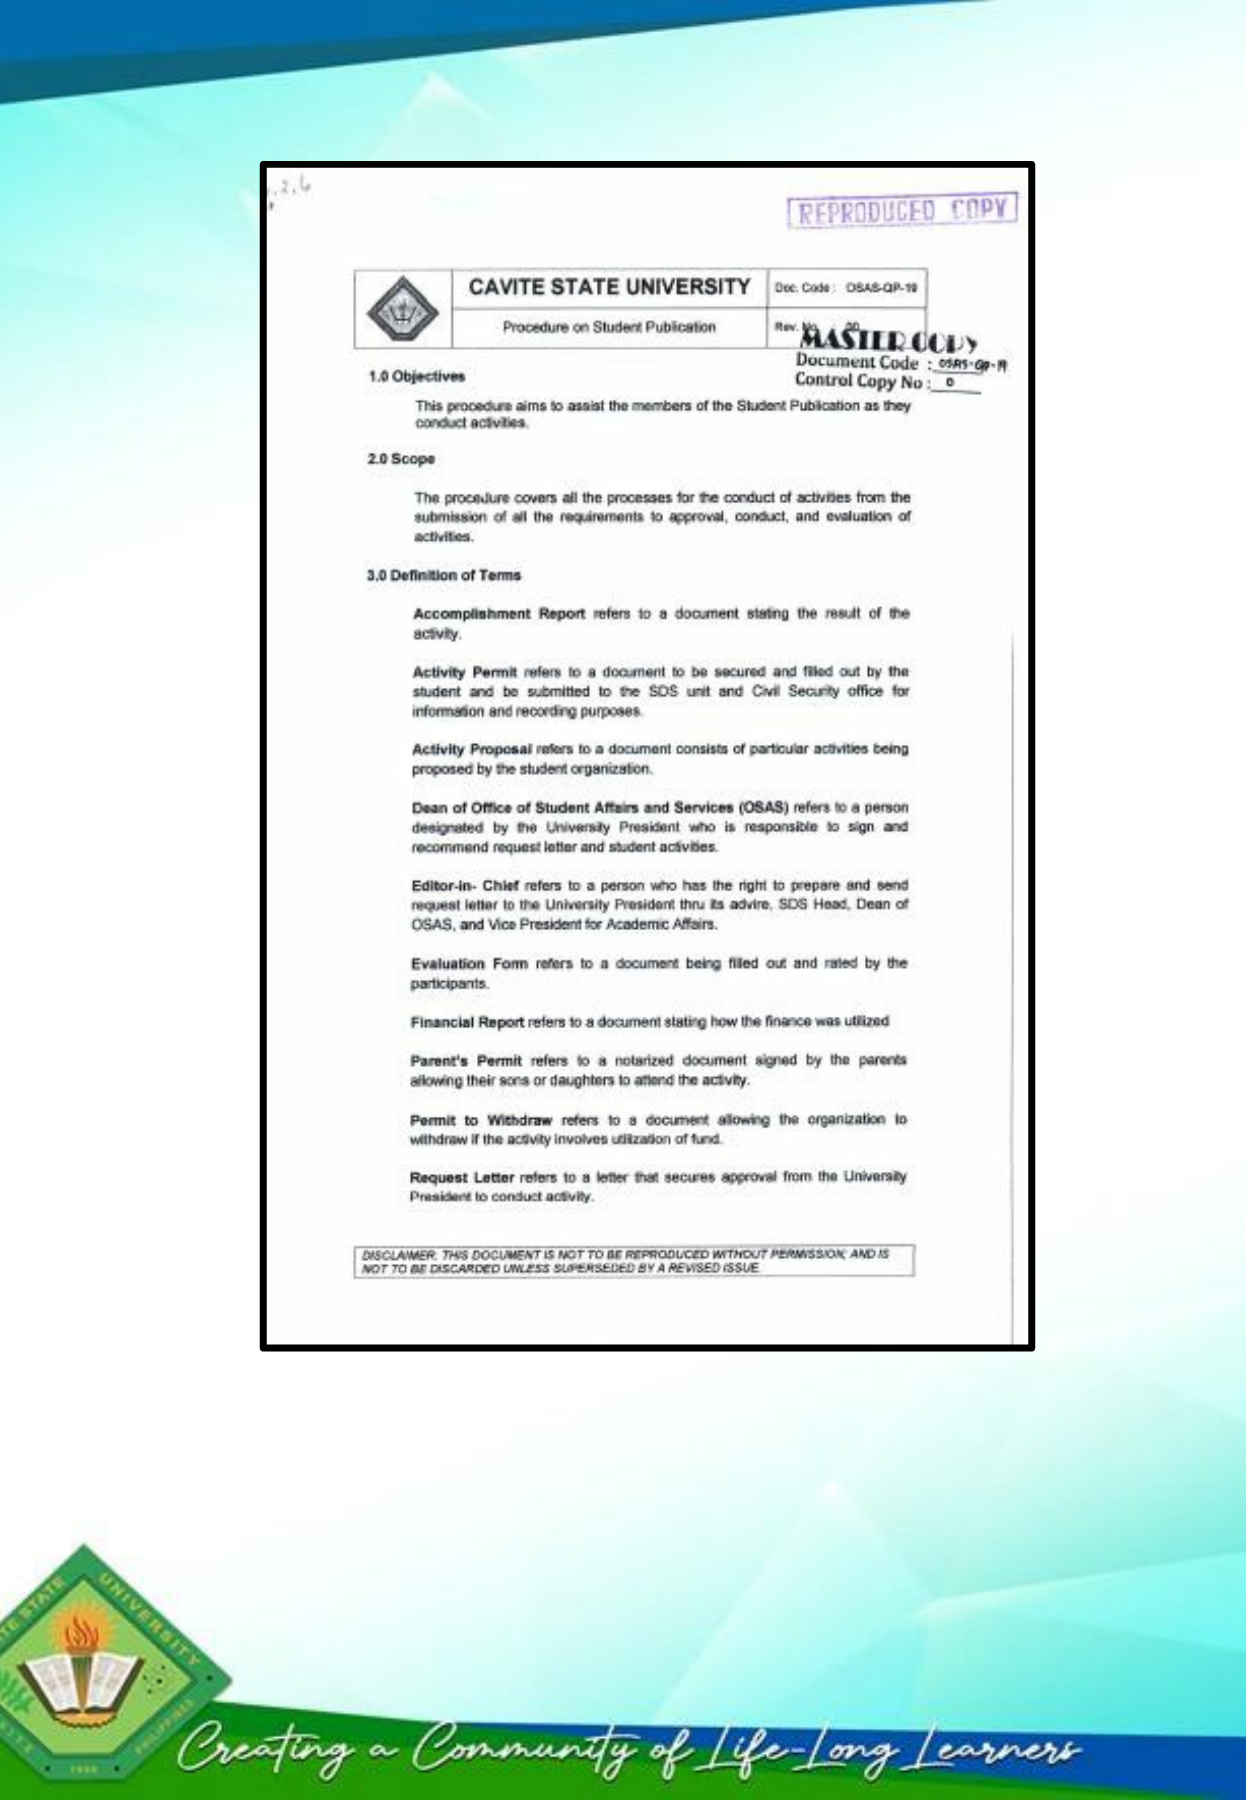 REPRODUCED COPY
CAVITE STATE UNIVERSITY
Doc. Code : OSAS-QP-19
Procedure on Student Publication
Rev. No. 00
MASTER COPY
Document Code : OSAS-QP-19
Control Copy No : 0
1.0 Objectives
This procedure aims to assist the members of the Student Publication as they
conduct activities.
2.0 Scope
The procedure covers all the processes for the conduct of activities from the
submission of all the requirements to approval, conduct, and evaluation of
activities.
3.0 Definition of Terms
Accomplishment Report refers to a document stating the result of the
activity.
Activity Permit refers to a document to be secured and filled out by the
student and be submitted to the SDS unit and Civil Security office for
information and recording purposes.
Activity Proposal refers to a document consists of particular activities being
proposed by the student organization.
Dean of Office of Student Affairs and Services (OSAS) refers to a person
designated by the University President who is responsible to sign and
recommend request letter and student activities.
Editor-in- Chief refers to a person who has the right to prepare and send
request letter to the University President thru its advire, SDS Head, Dean of
OSAS, and Vice President for Academic Affairs.
Evaluation Form refers to a document being filled out and rated by the
participants.
Financial Report refers to a document stating how the finance was utilized
Parent's Permit refers to a notarized document signed by the parents
allowing their sons or daughters to attend the activity.
Permit to Withdraw refers to a document allowing the organization to
withdraw if the activity involves utilization of fund.
Request Letter refers to a letter that secures approval from the University
President to conduct activity.
DISCLAIMER: THIS DOCUMENT IS NOT TO BE REPRODUCED WITHOUT PERMISSION; AND IS
NOT TO BE DISCARDED UNLESS SUPERSEDED BY A REVISED ISSUE
UNIVERSITY
Creating a Community of Life-Long Learners